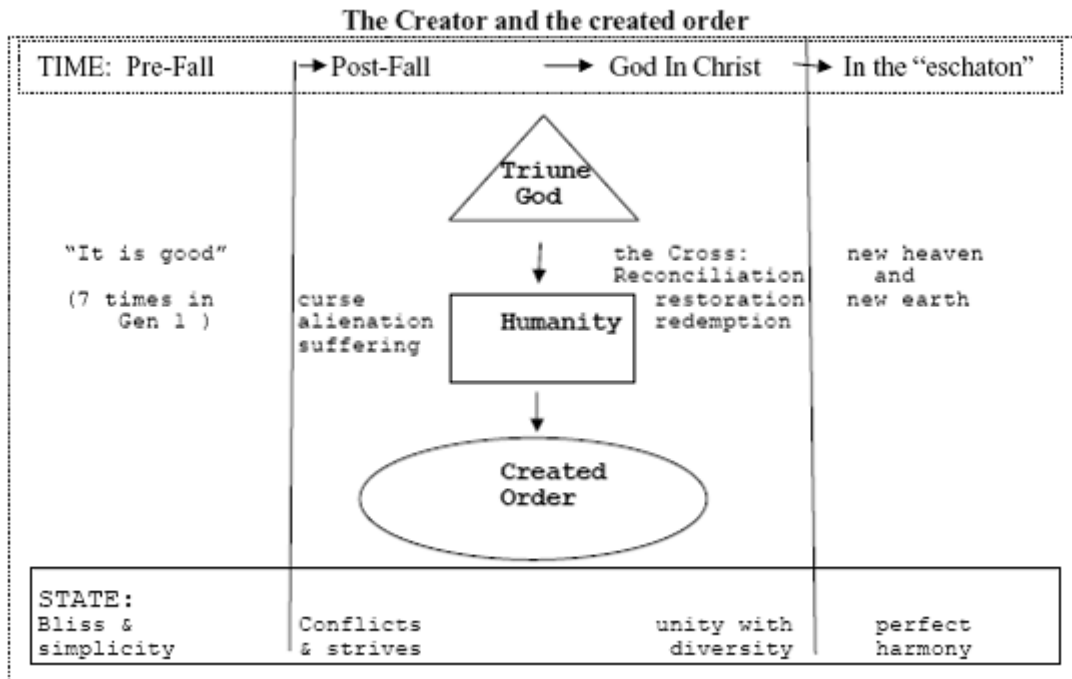 The Creator and the created order
TIME: Pre-Fall Post-Fall God In Christ In the “eschaton”
Triune
God
“It is good”
(7 times in
Gen 1 )
curse
alienation
suffering
the Cross:
Reconciliation
restoration
redemption
new heaven
and
new earth
Humanity
Created
Order
STATE:
Bliss &
simplicity
Conflicts
& strives
unity with
diversity
perfect
harmony